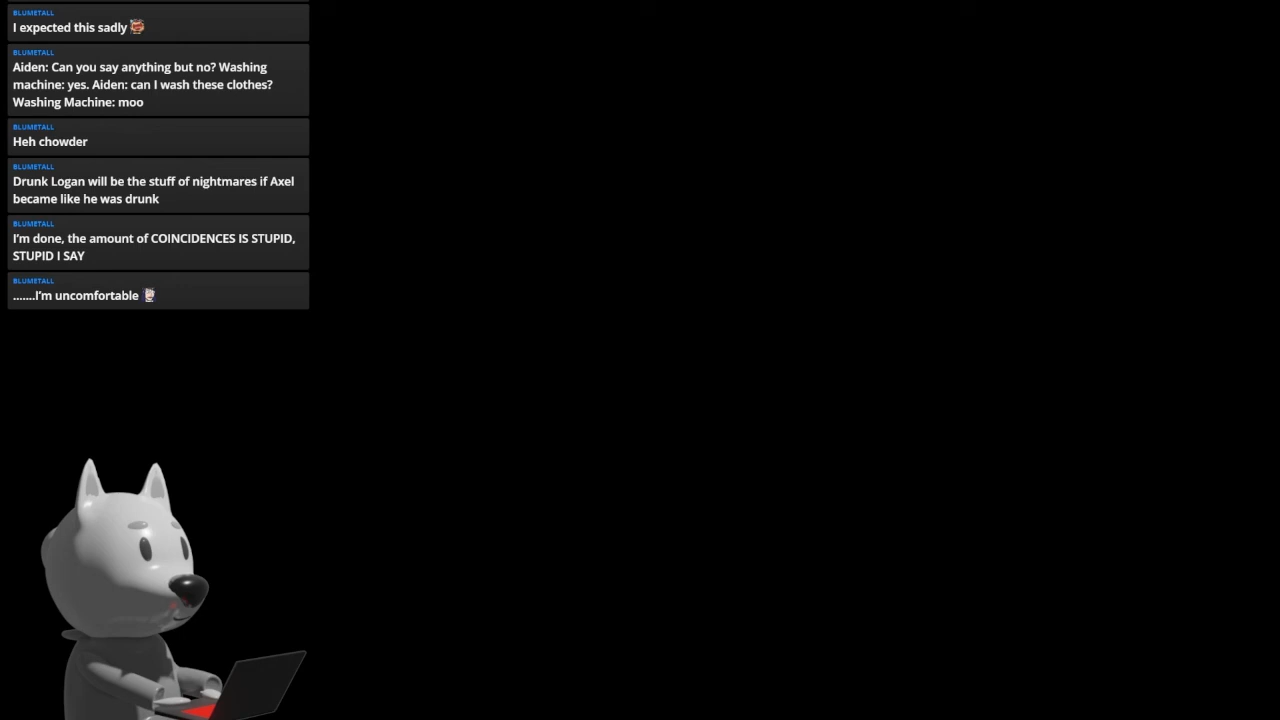 BLUMETALL
I expected this sadly
BLUMETALL
Aiden: Can you say anything but no? Washing
machine: yes. Aiden: can I wash these clothes?
Washing Machine: moo
BLUMETALL
Heh chowder
BLUMETALL
Drunk Logan will be the stuff of nightmares if Axel
became like he was drunk
BLUMETALL
I’m done, the amount of COINCIDENCES IS STUPID,
STUPID I SAY
BLUMETALL
.......I’m uncomfortable